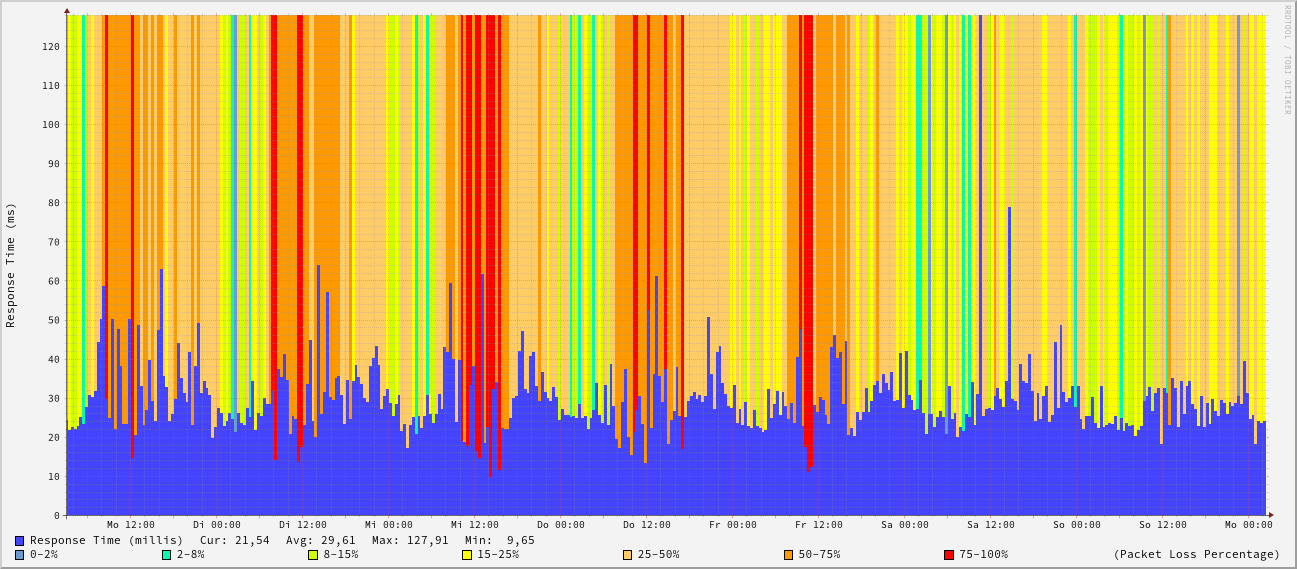 RRDTOOL / TOBI OETIKER
Response Time (ms)
120
110
100
90
80
70
60
50
40
30
20
10
0
Mo 12:00 Di 00:00 Di 12:00 Mi 00:00 Mi 12:00 Do 00:00 Do 12:00 Fr 00:00 Fr 12:00 Sa 00:00 Sa 12:00 So 00:00 So 12:00 Mo 00:00
Response Time (millis) Cur: 21,54 Avg: 29,61 Max: 127,91 Min: 9,65
0-2% 2-8% 8-15% 15-25% 25-50% 50-75% 75-100% (Packet Loss Percentage)